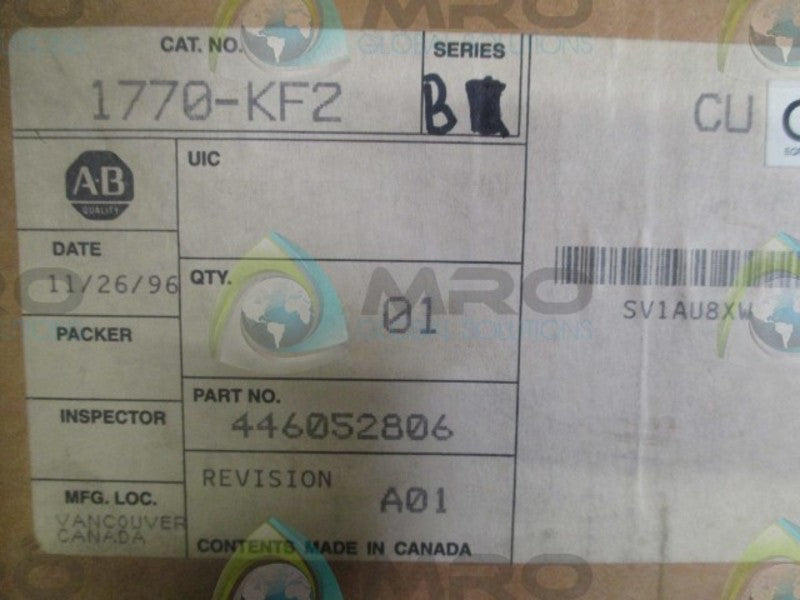 CAT. NO.
1770-KF2
SERIES
B
CU
A-B
QUALITY
UIC
DATE
11/26/96
QTY.
01
PACKER
PART NO.
446052806
INSPECTOR
REVISION
A01
MFG. LOC.
VANCOUVER
CANADA
CONTENTS MADE IN CANADA
SV1AU8XW
MRO
GLOBAL SOLUTIONS